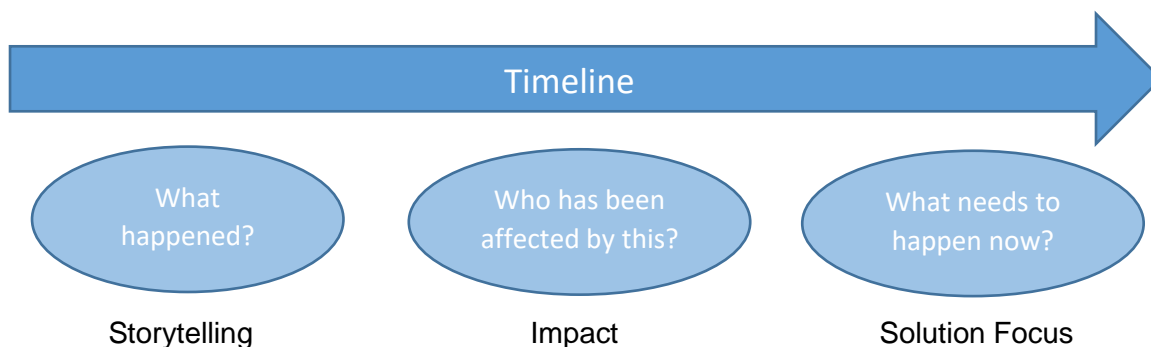 Timeline
What
happened?
Who has been
affected by this?
What needs to
happen now?
Storytelling
Impact
Solution Focus